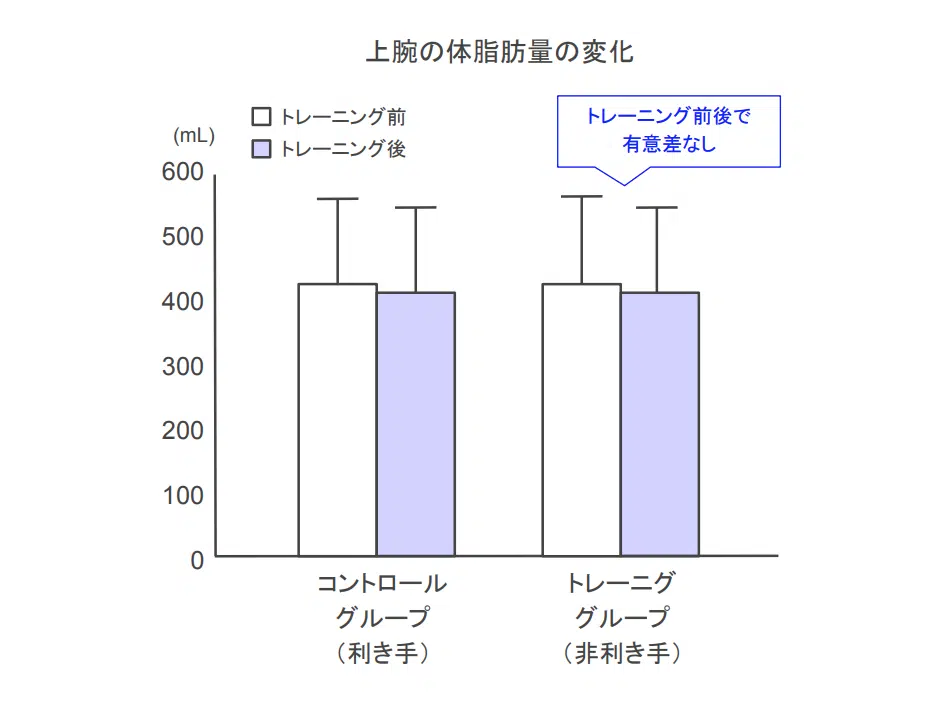 上腕の体脂肪量の変化
トレーニング前
トレーニング後
トレーニング前後で
有意差なし
(mL)
600
500
400
300
200
100
0
コントロール
グループ
（利き手）
トレーニグ
グループ
（非利き手）